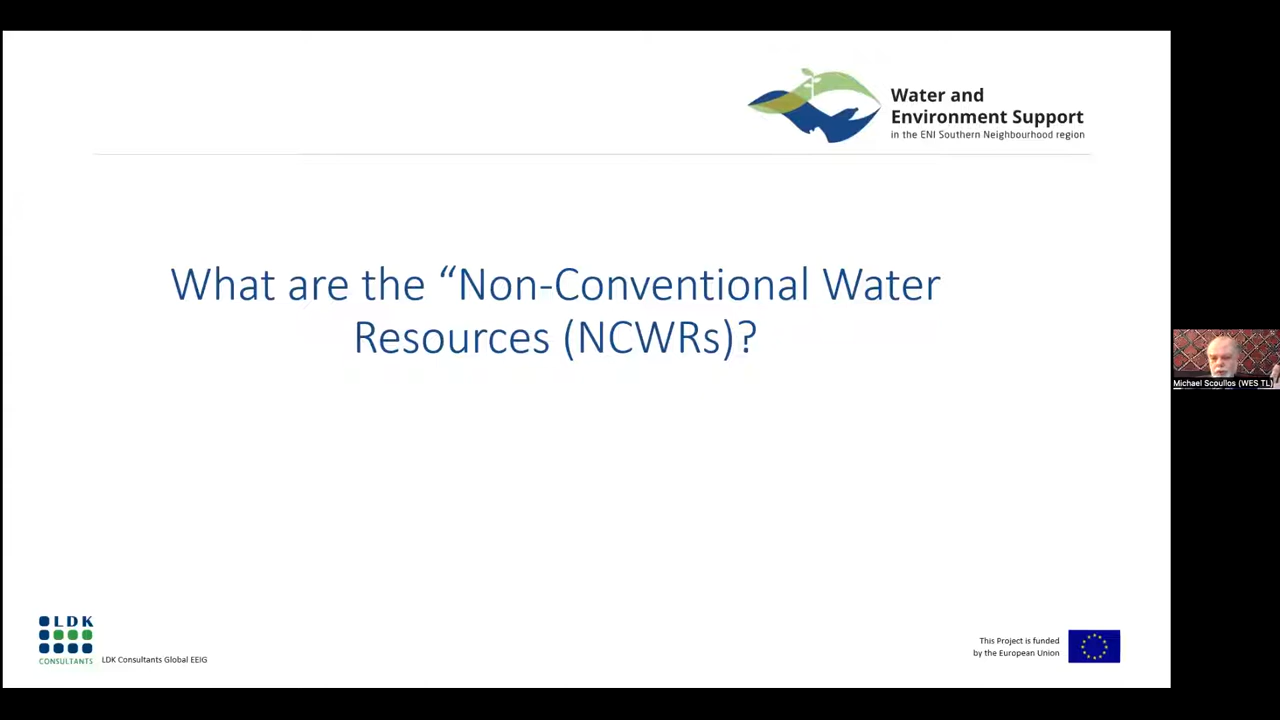 Water and
Environment Support
in the ENI Southern Neighbourhood region
What are the “Non-Conventional Water
Resources (NCWRs)?
Michael Scoullos (WES TL)
LDK
CONSULTANTS
LDK Consultants Global EEIG
This Project is funded
by the European Union